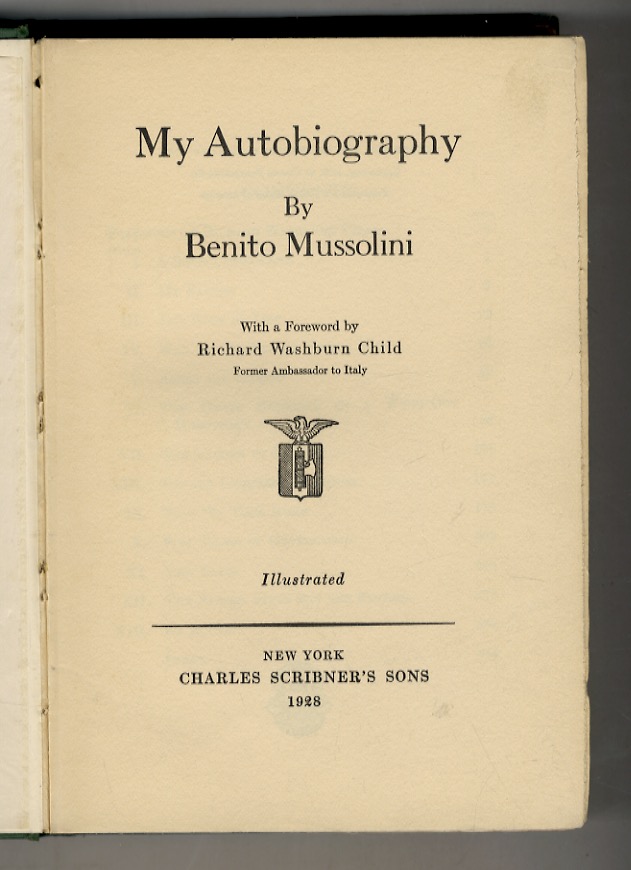 My Autobiography
By
Benito Mussolini
With a Foreword by
Richard Washburn Child
Former Ambassador to Italy
Illustrated
NEW YORK
CHARLES SCRIBNER'S SONS
1928